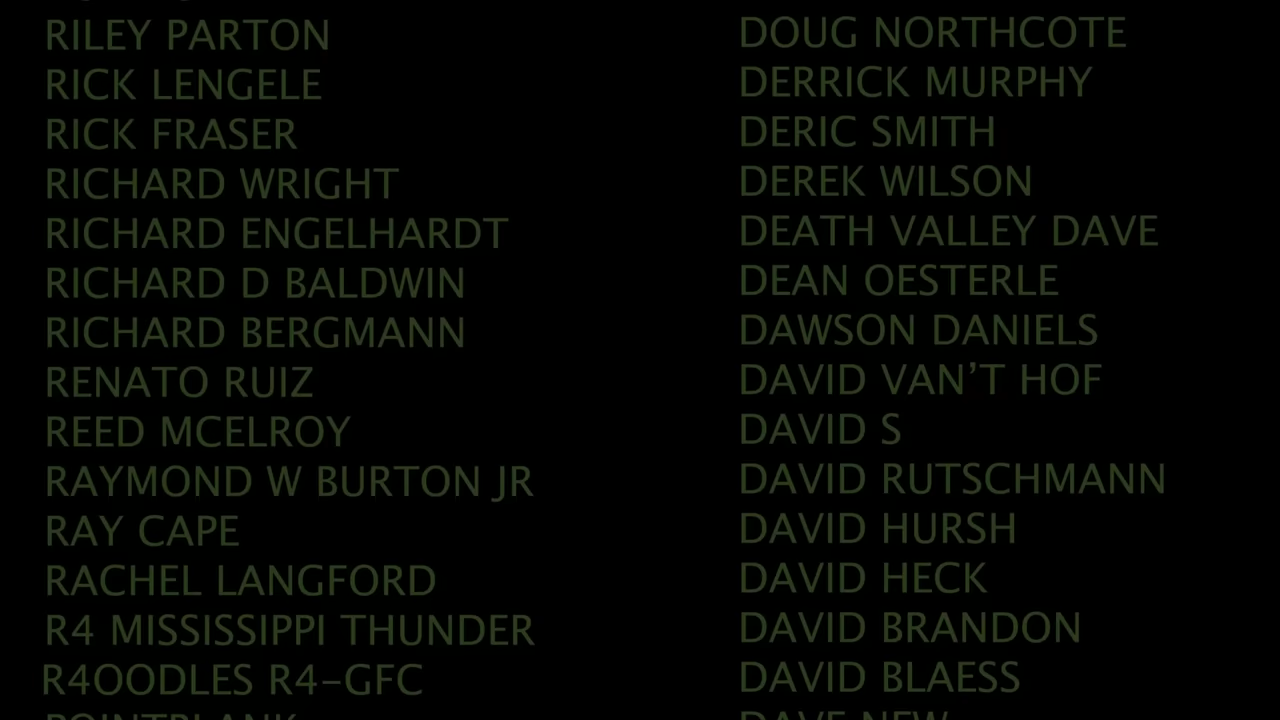 RILEY PARTON
RICK LENGELE
RICK FRASER
RICHARD WRIGHT
RICHARD ENGELHARDT
RICHARD D BALDWIN
RICHARD BERGMANN
RENATO RUIZ
REED MCELROY
RAYMOND W BURTON JR
RAY CAPE
RACHEL LANGFORD
R4 MISSISSIPPI THUNDER
R4OODLES R4-GFC
POINTBLANK
DOUG NORTHCOTE
DERRICK MURPHY
DERIC SMITH
DEREK WILSON
DEATH VALLEY DAVE
DEAN OESTERLE
DAWSON DANIELS
DAVID VAN’T HOF
DAVID S
DAVID RUTSCHMANN
DAVID HURSH
DAVID HECK
DAVID BRANDON
DAVID BLAESS
DAVE NEW